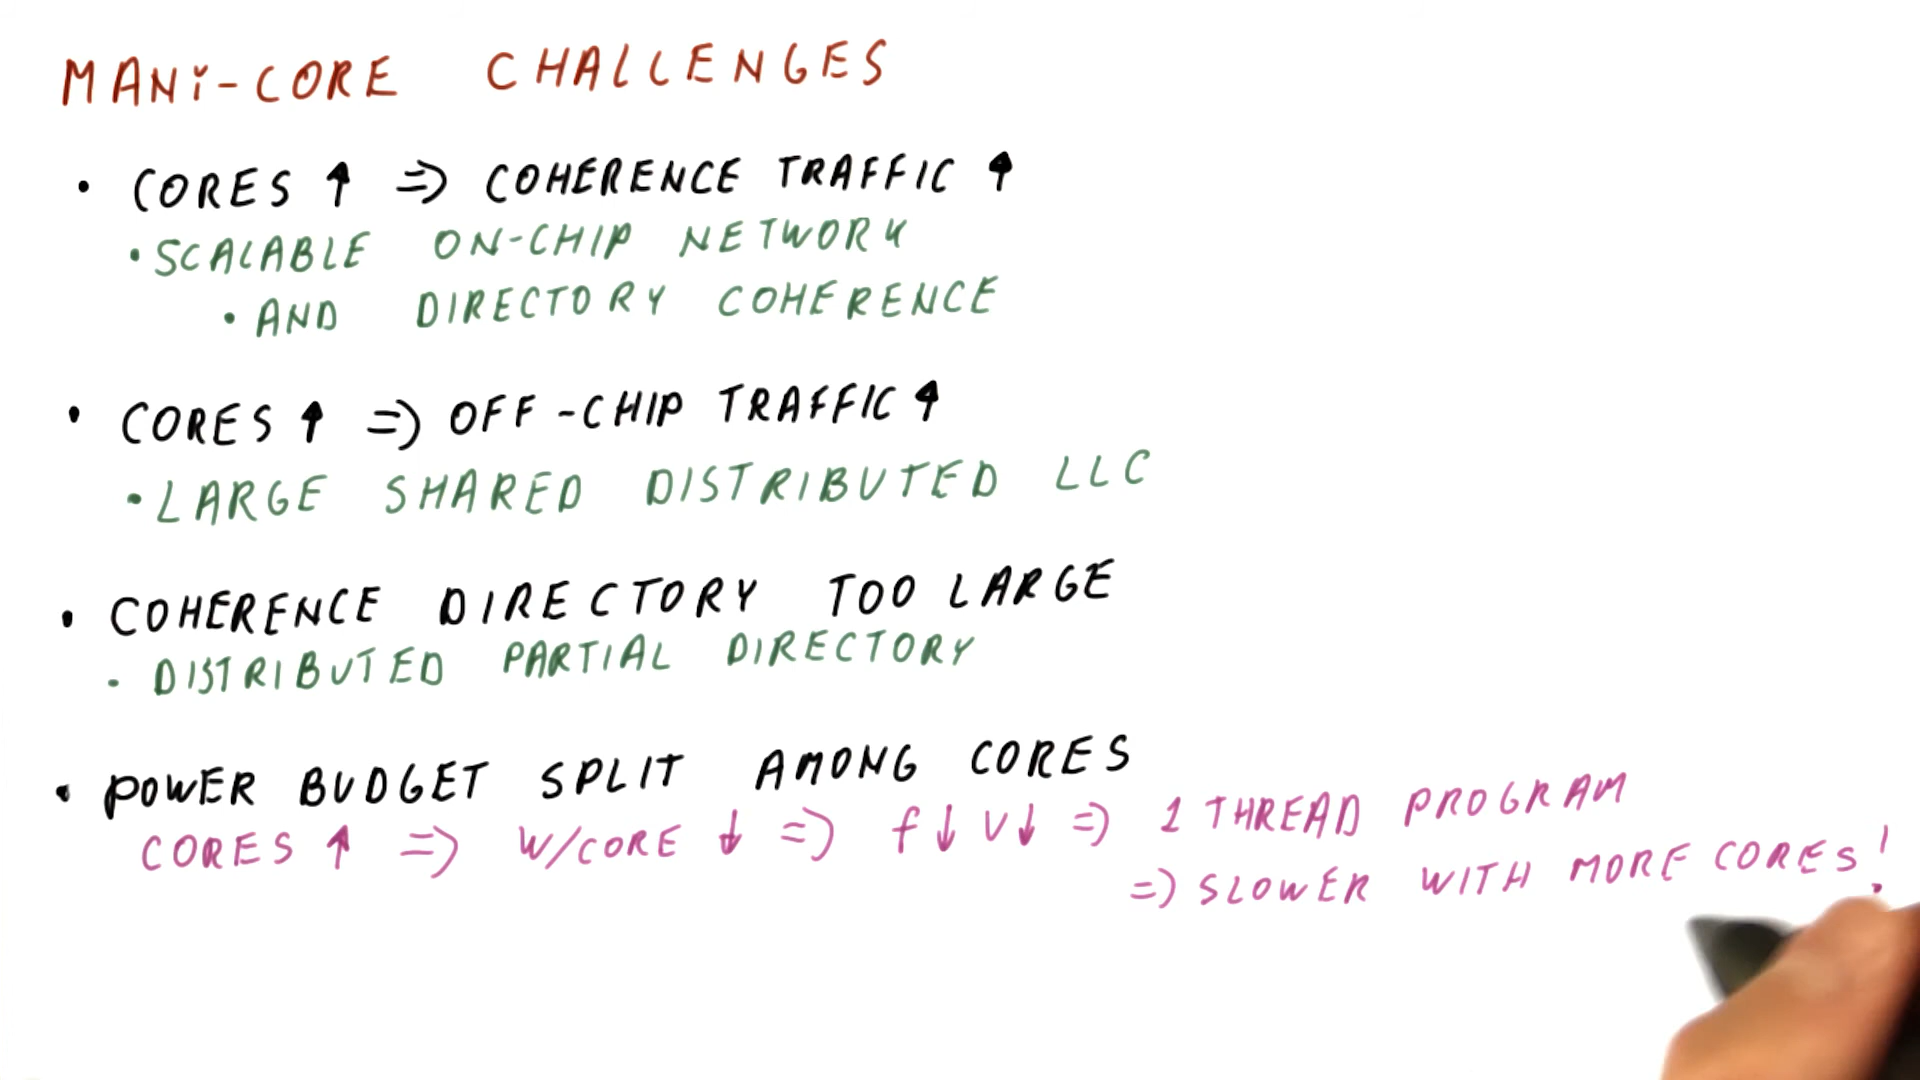 MANY-CORE CHALLENGES
• CORES ↑ => COHERENCE TRAFFIC ↑
• SCALABLE ON-CHIP NETWORK
• AND DIRECTORY COHERENCE
• CORES ↑ => OFF-CHIP TRAFFIC ↑
• LARGE SHARED DISTRIBUTED LLC
• COHERENCE DIRECTORY TOO LARGE
- DISTRIBUTED PARTIAL DIRECTORY
• POWER BUDGET SPLIT AMONG CORES
CORES ↑ => W/CORE ↓ => f↓ V↓ => 1 THREAD PROGRAM
=> SLOWER WITH MORE CORES!